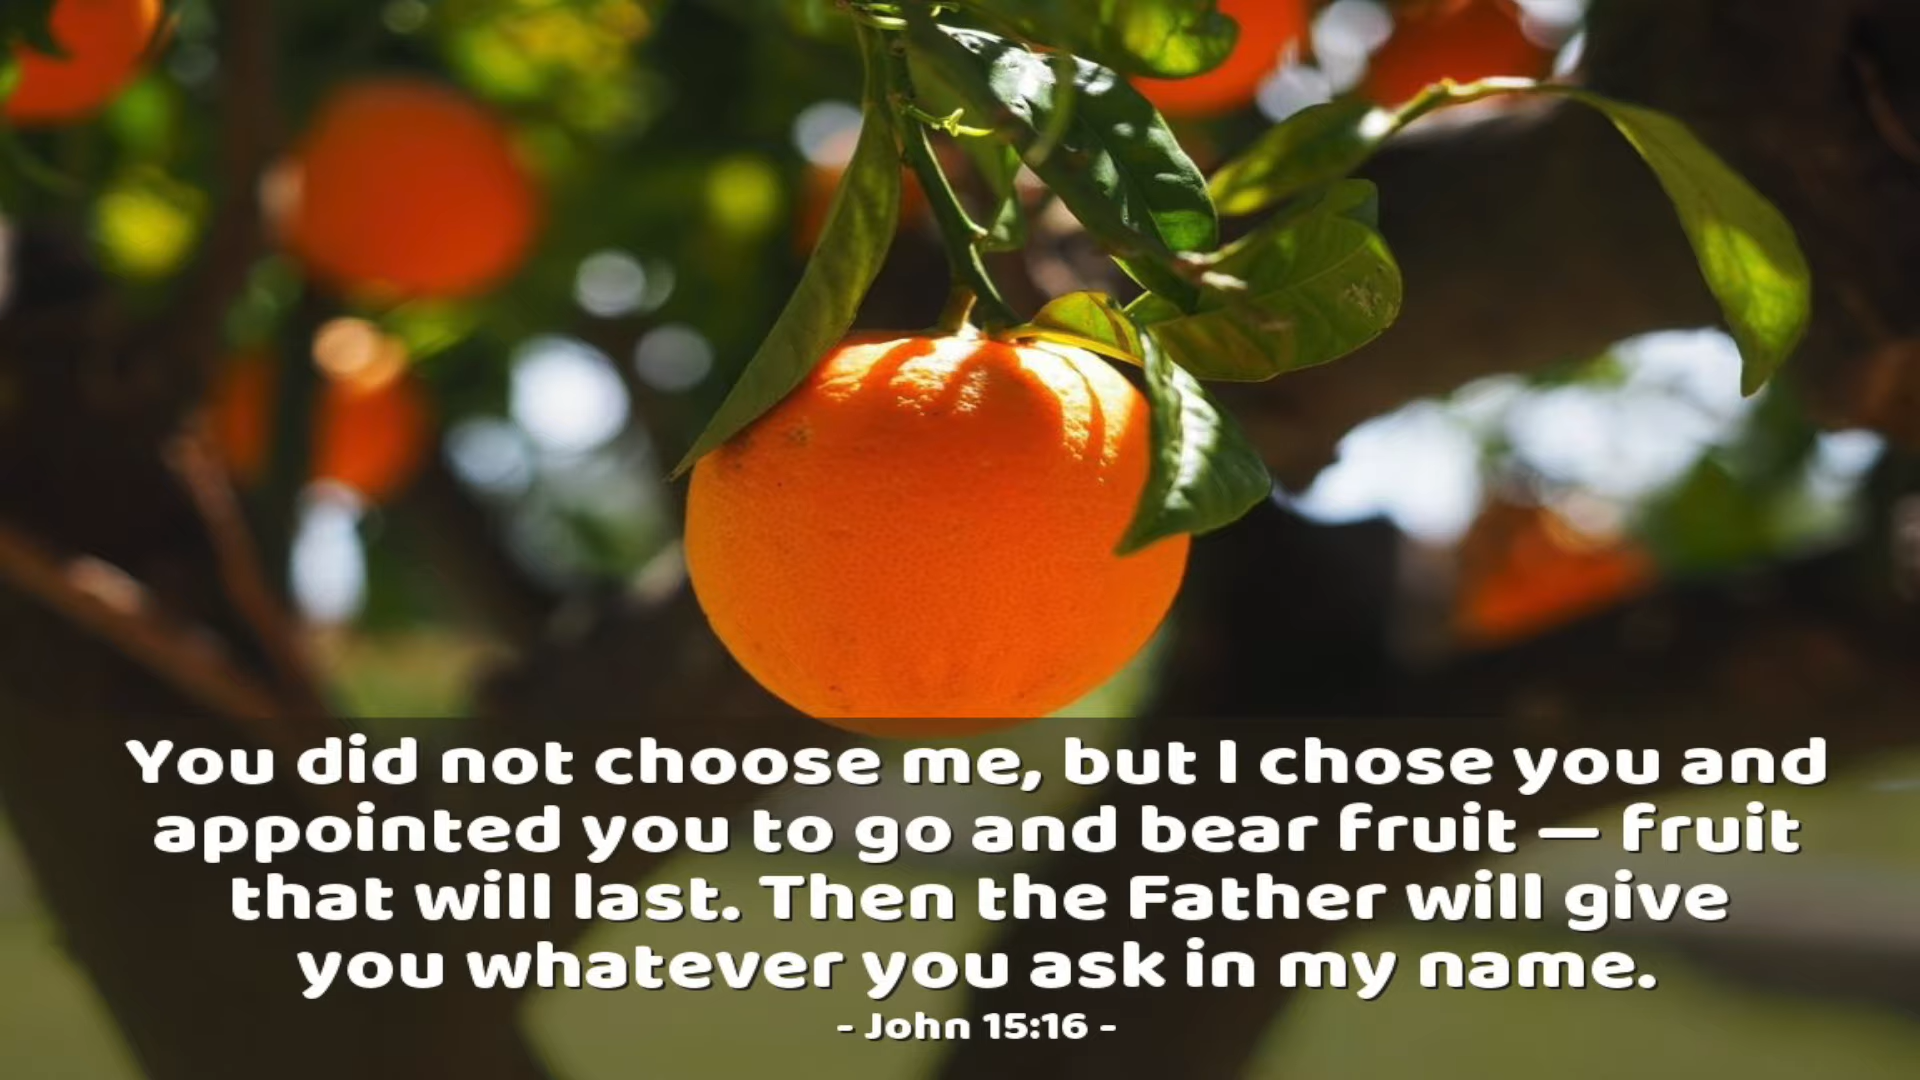 You did not choose me, but I chose you and
appointed you to go and bear fruit — fruit
that will last. Then the Father will give
you whatever you ask in my name.
- John 15:16 -